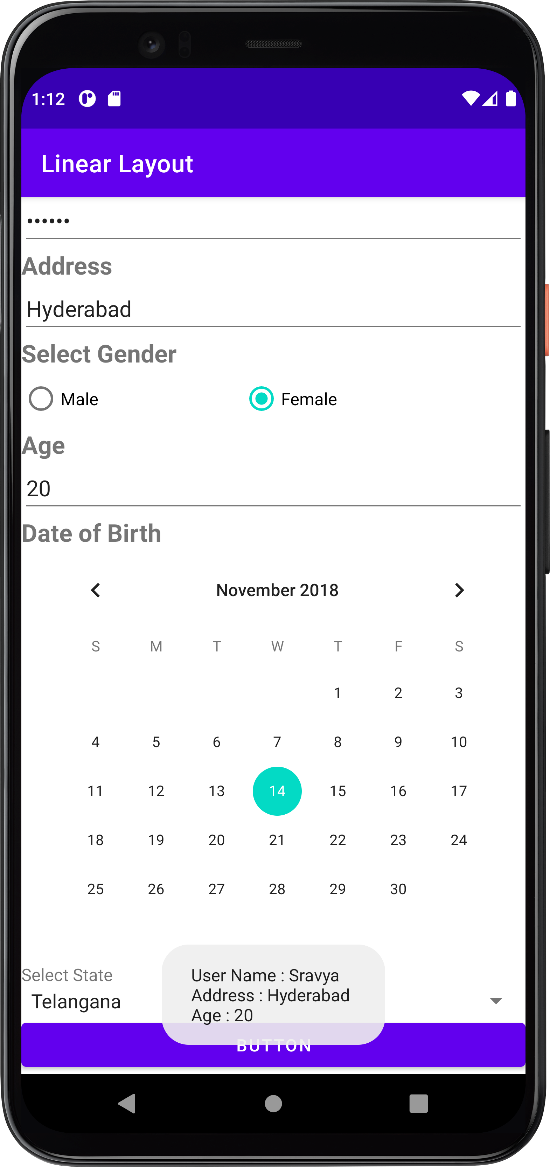 1:12
Linear Layout
••••••
Address
Hyderabad
Select Gender
Male Female
Age
20
Date of Birth
November 2018
S M T W T F S
1 2 3
4 5 6 7 8 9 10
11 12 13 14 15 16 17
18 19 20 21 22 23 24
25 26 27 28 29 30
Select State
Telangana
User Name : Sravya
Address : Hyderabad
Age : 20
BUTTON